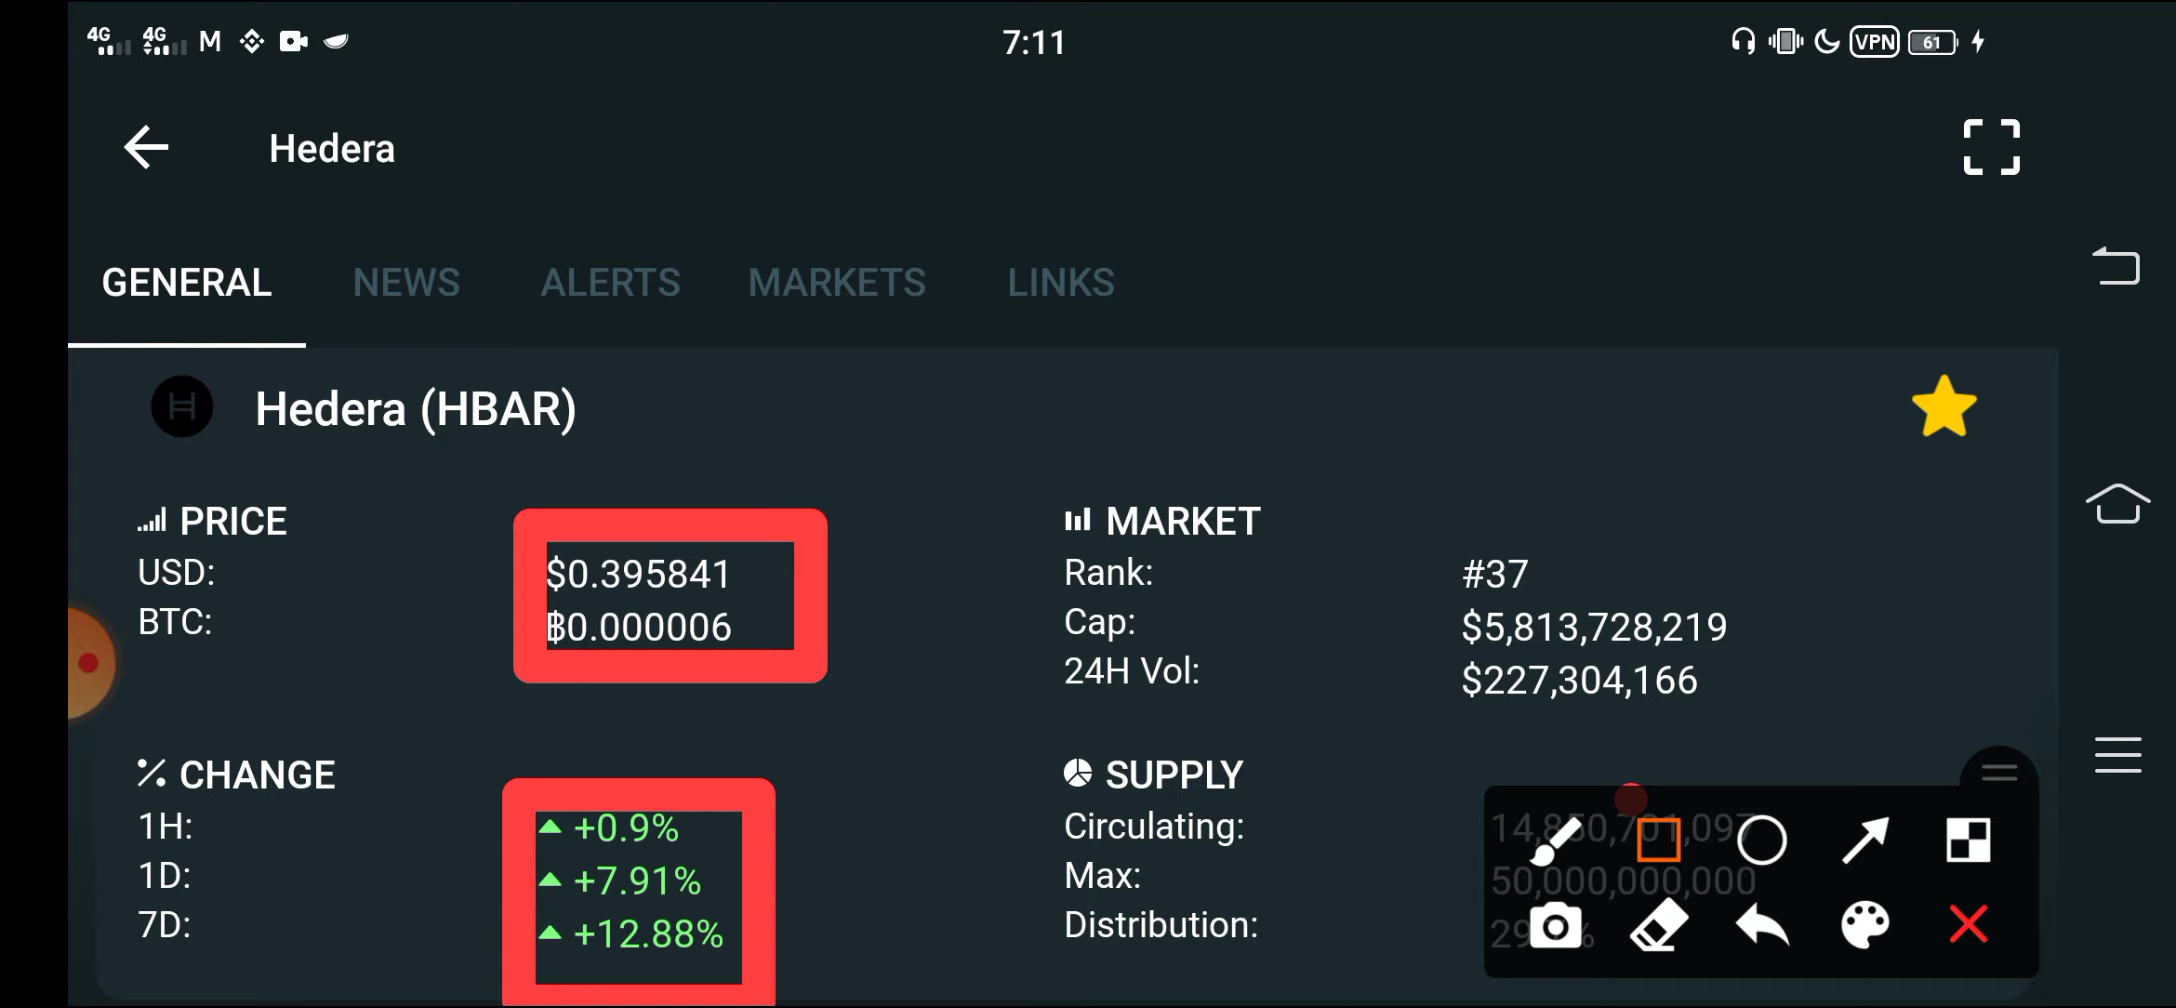 4G 4G M 7:11 VPN 61
Hedera
GENERAL NEWS ALERTS MARKETS LINKS
Hedera (HBAR)
PRICE
USD: $0.395841
BTC: ฿0.000006
MARKET
Rank: #37
Cap: $5,813,728,219
24H Vol: $227,304,166
CHANGE
1H: +0.9%
1D: +7.91%
7D: +12.88%
SUPPLY
Circulating:
Max: 50,000,000,000
Distribution: